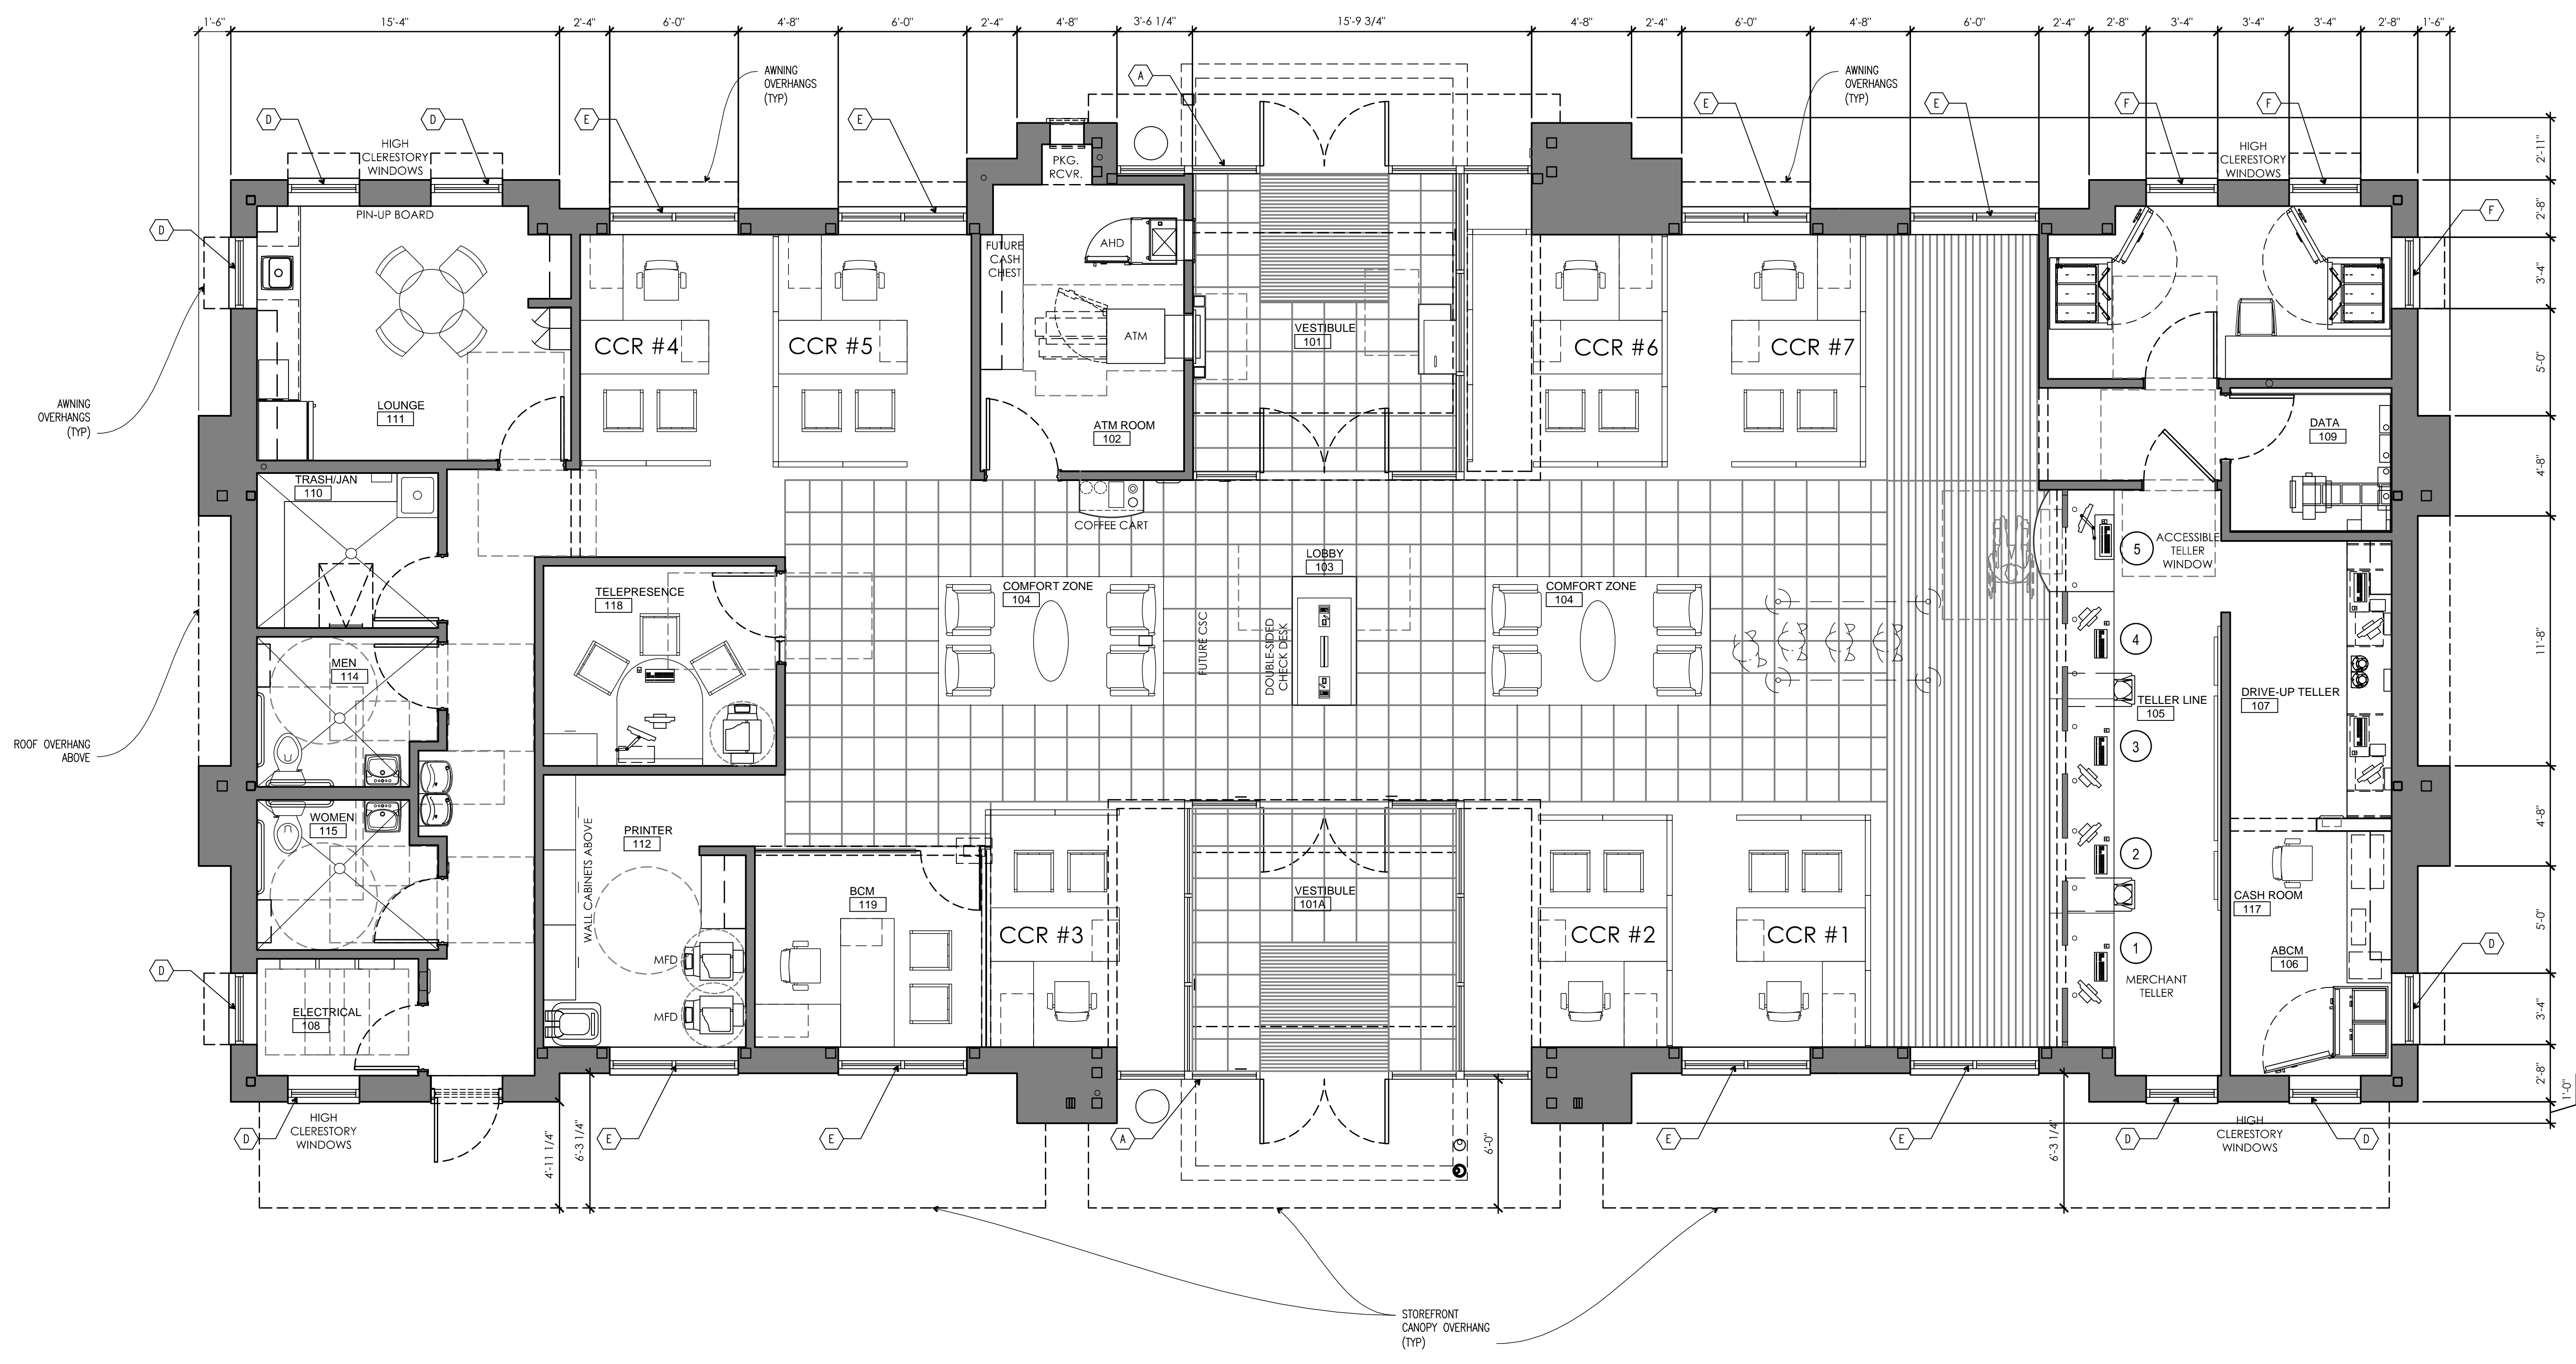 1'-6" 15'-4" 2'-4" 6'-0" 4'-8" 6'-0" 2'-4" 4'-8" 3'-6 1/4" 15'-9 3/4" 4'-8" 2'-4" 6'-0" 4'-8" 6'-0" 2'-4" 2'-8" 3'-4" 3'-4" 3'-4" 2'-8" 1'-6"
AWNING
OVERHANGS
(TYP)
A
AWNING
OVERHANGS
(TYP)
D D E E E E F F
HIGH
CLERESTORY
WINDOWS
HIGH
CLERESTORY
WINDOWS
2'-11"
PKG.
RCVR.
PIN-UP BOARD
D
F
2'-8"
FUTURE
CASH
CHEST
AHD
3'-4"
VESTIBULE
101
ATM
CCR #4
CCR #5
CCR #6
CCR #7
5'-0"
AWNING
OVERHANGS
(TYP)
LOUNGE
111
ATM ROOM
102
DATA
109
4'-8"
TRASH/JAN
110
COFFEE CART
5
ACCESSIBLE
TELLER
WINDOW
LOBBY
103
TELEPRESENCE
118
COMFORT ZONE
104
COMFORT ZONE
104
FUTURE CSC
DOUBLE-SIDED
CHECK DESK
4
11'-8"
MEN
114
TELLER LINE
105
DRIVE-UP TELLER
107
3
ROOF OVERHANG
ABOVE
WOMEN
115
PRINTER
112
WALL CABINETS ABOVE
4'-8"
2
BCM
119
VESTIBULE
101A
CASH ROOM
117
5'-0"
CCR #3
CCR #2
CCR #1
1
ABCM
106
D
MFD
MFD
D
MERCHANT
TELLER
ELECTRICAL
108
3'-4"
2'-8"
1'-0"
HIGH
CLERESTORY
WINDOWS
D E E A E E D D
HIGH
CLERESTORY
WINDOWS
4'-11 1/4"
6'-3 1/4"
6'-0"
6'-3 1/4"
STOREFRONT
CANOPY OVERHANG
(TYP)